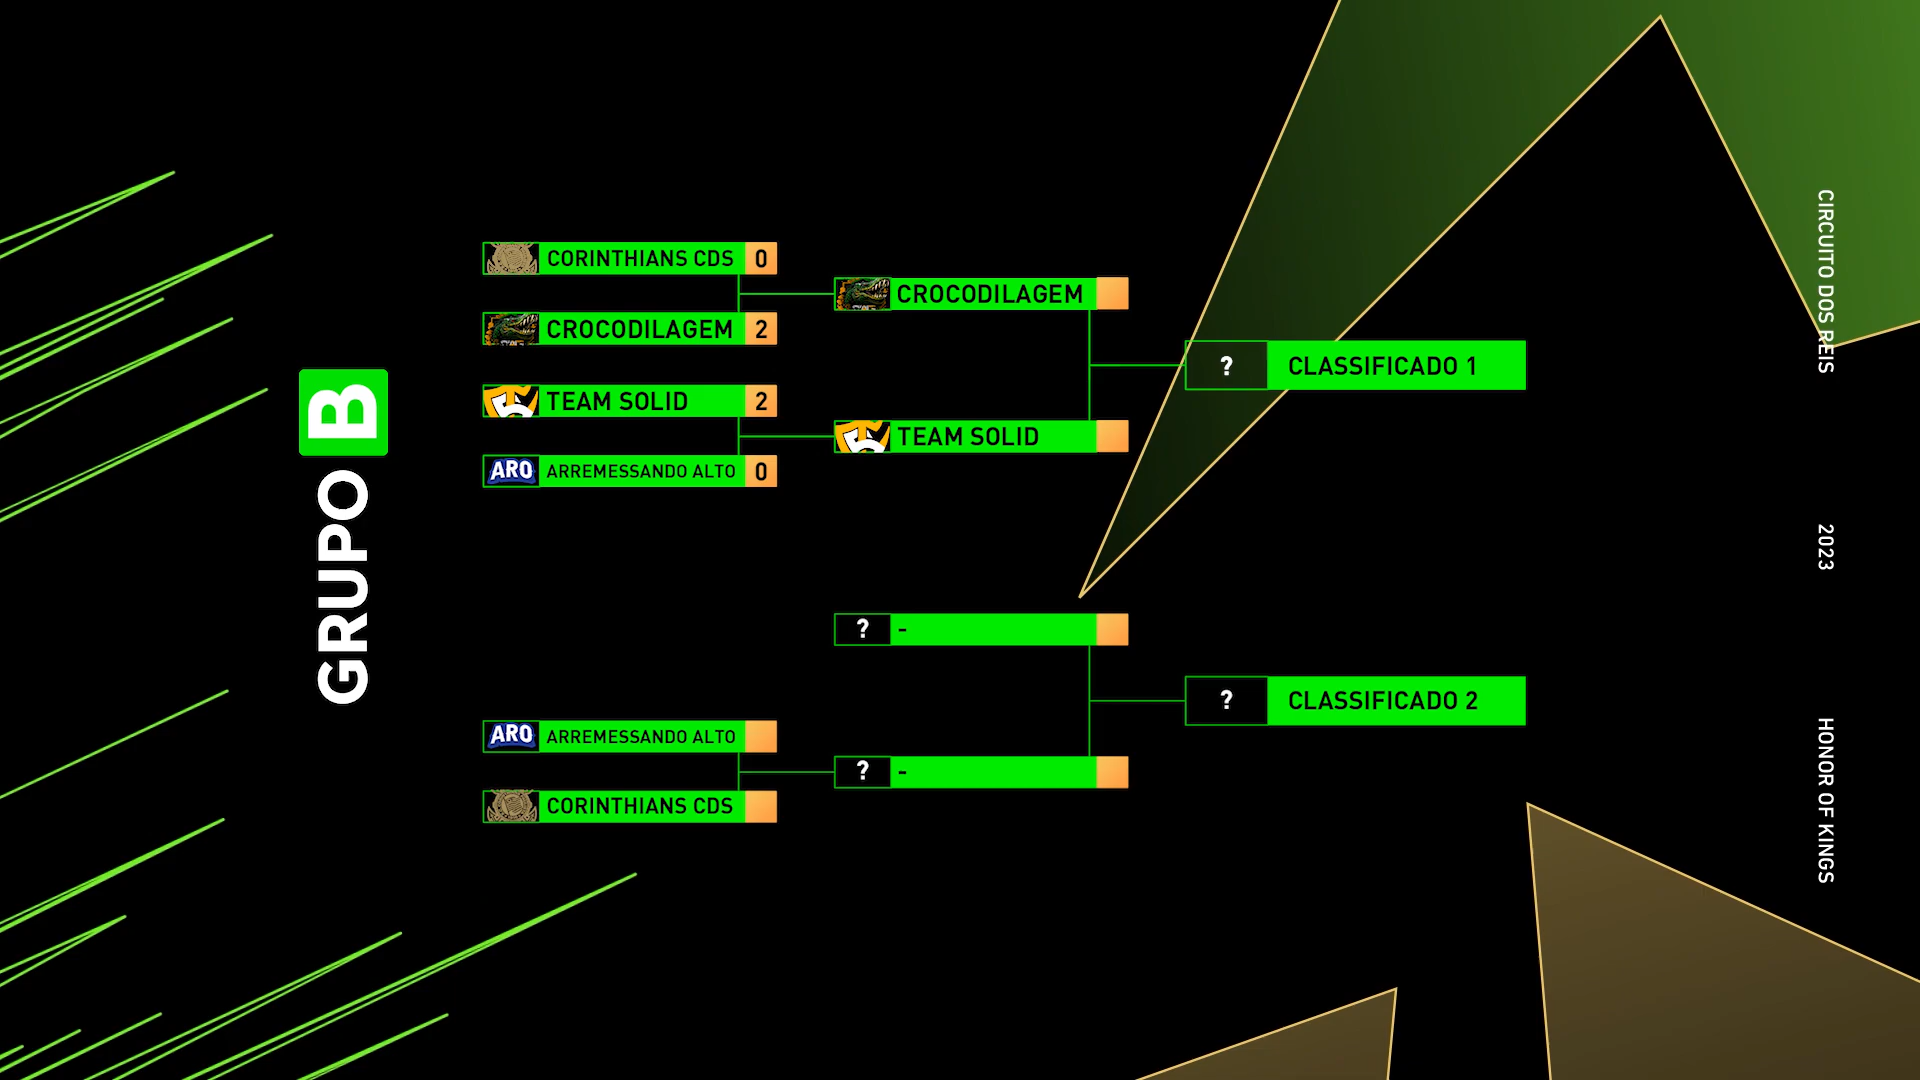 GRUPO B
CORINTHIANS CDS 0
CROCODILAGEM 2
TEAM SOLID 2
ARO ARREMESSANDO ALTO 0
CROCODILAGEM
TEAM SOLID
? CLASSIFICADO 1
? -
ARO ARREMESSANDO ALTO
CORINTHIANS CDS
? -
? CLASSIFICADO 2
CIRCUITO DOS REIS
2023
HONOR OF KINGS